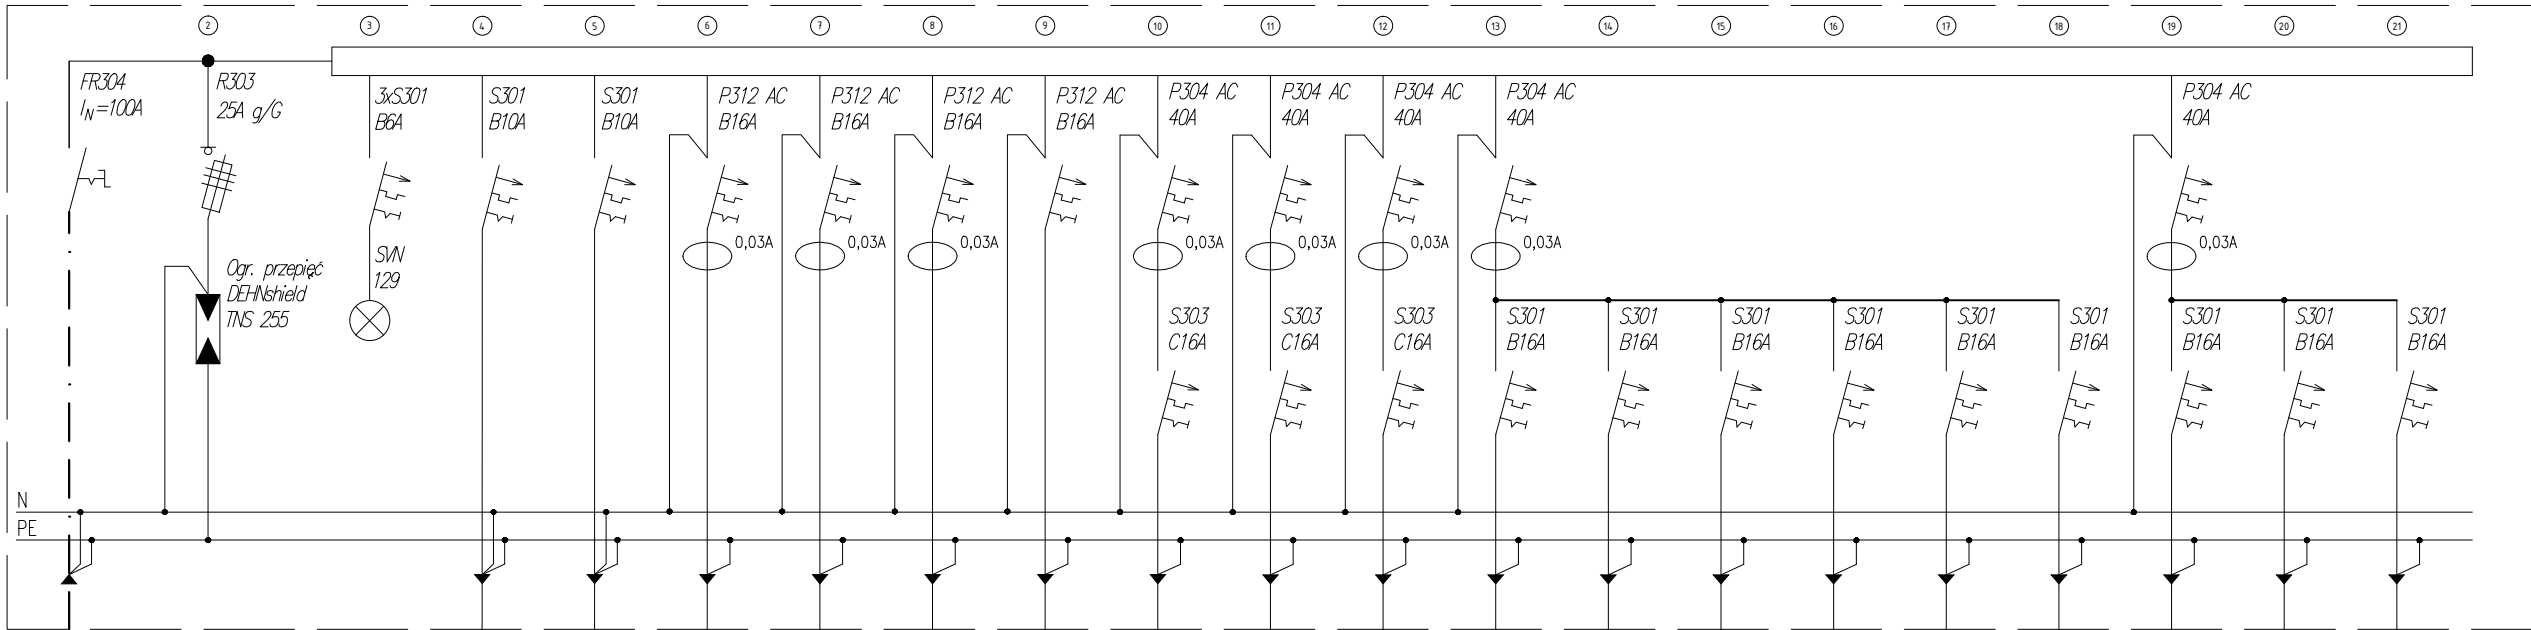 2
3
4
5
6
7
8
9
10
11
12
13
14
15
16
17
18
19
20
21
FR304
I_N=100A
R303
25A g/G
3xS301
B6A
S301
B10A
S301
B10A
P312 AC
B16A
P312 AC
B16A
P312 AC
B16A
P312 AC
B16A
P304 AC
40A
P304 AC
40A
P304 AC
40A
P304 AC
40A
P304 AC
40A
Ogr. przepięć
DEHNshield
TNS 255
SVN
129
0,03A
0,03A
0,03A
0,03A
0,03A
0,03A
0,03A
0,03A
S303
C16A
S303
C16A
S303
C16A
S301
B16A
S301
B16A
S301
B16A
S301
B16A
S301
B16A
S301
B16A
S301
B16A
S301
B16A
S301
B16A
N
PE